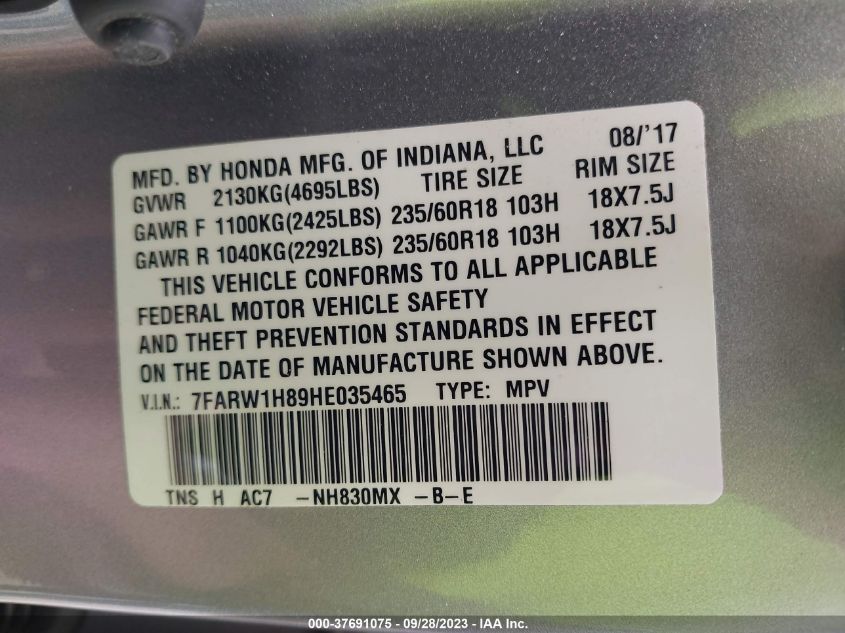 MFD. BY HONDA MFG. OF INDIANA, LLC 08/'17
GVWR 2130KG(4695LBS) TIRE SIZE RIM SIZE
GAWR F 1100KG(2425LBS) 235/60R18 103H 18X7.5J
GAWR R 1040KG(2292LBS) 235/60R18 103H 18X7.5J
THIS VEHICLE CONFORMS TO ALL APPLICABLE
FEDERAL MOTOR VEHICLE SAFETY
AND THEFT PREVENTION STANDARDS IN EFFECT
ON THE DATE OF MANUFACTURE SHOWN ABOVE.
V.I.N.: 7FARW1H89HE035465 TYPE: MPV
TNS H AC7 -NH830MX -B-E
000-37691075 - 09/28/2023 - IAA Inc.